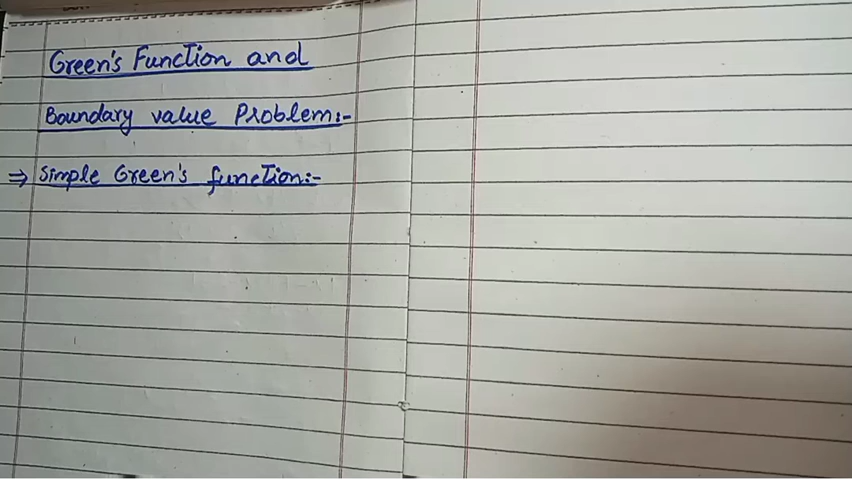 Green's Function and
Boundary value Problem:-
⇒ Simple Green's function:-